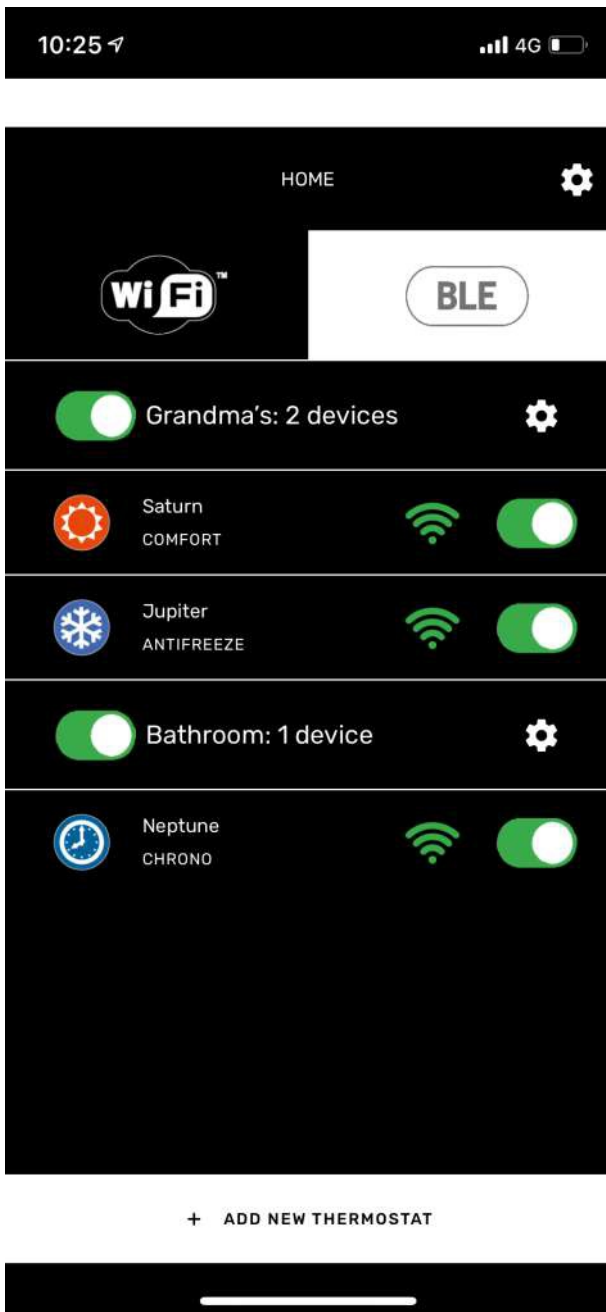 10:25 4G
HOME
WiFi™ BLE
Grandma's: 2 devices
Saturn
COMFORT
Jupiter
ANTIFREEZE
Bathroom: 1 device
Neptune
CHRONO
+ ADD NEW THERMOSTAT